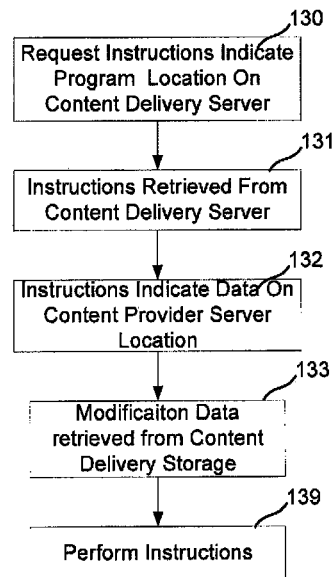 130
Request Instructions Indicate
Program Location On
Content Delivery Server
131
Instructions Retrieved From
Content Delivery Server
132
Instructions Indicate Data On
Content Provider Server
Location
133
Modificaiton Data
retrieved from Content
Delivery Storage
139
Perform Instructions